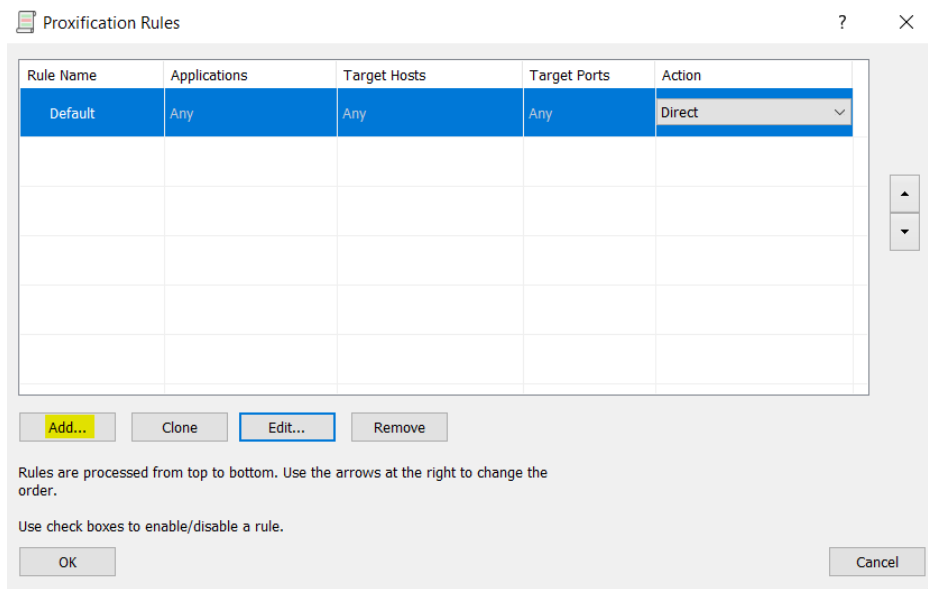 Proxification Rules ?
Rule Name Applications Target Hosts Target Ports Action
Default Any Any Any Direct
Add... Clone Edit... Remove
Rules are processed from top to bottom. Use the arrows at the right to change the
order.
Use check boxes to enable/disable a rule.
OK Cancel